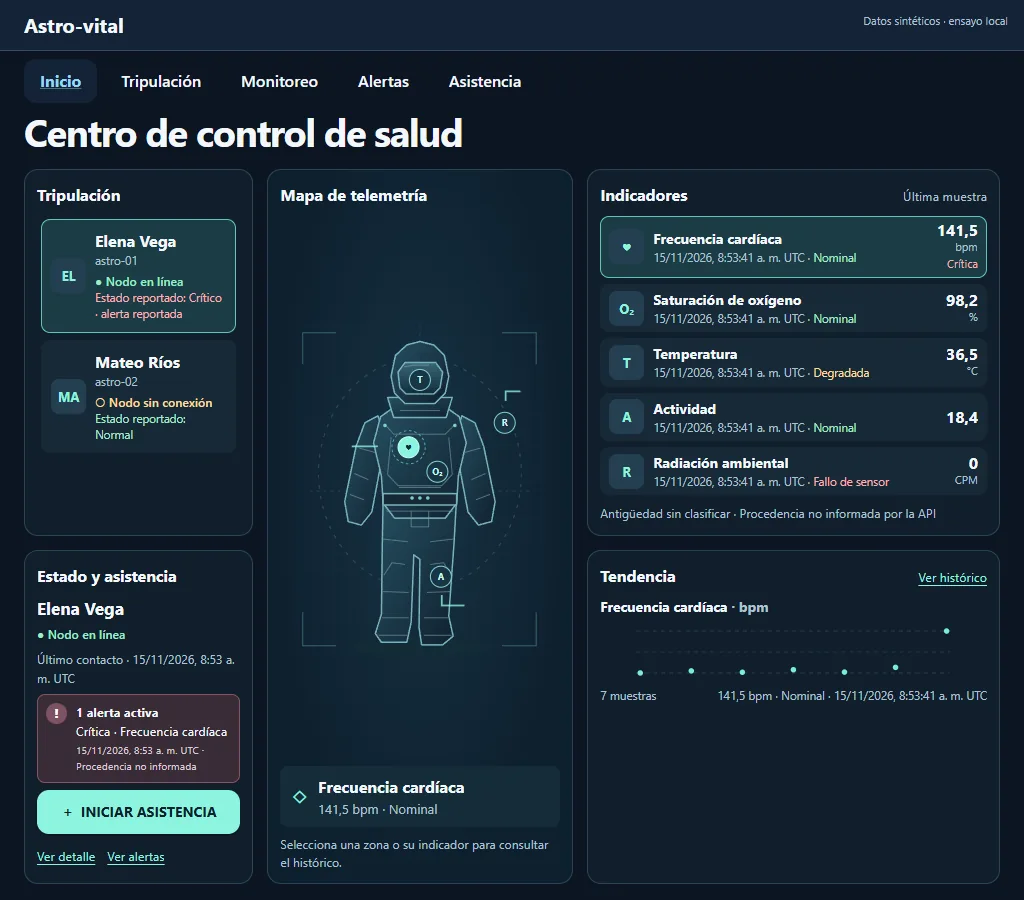 Astro-vital
Datos sintéticos · ensayo local
Inicio
Tripulación
Monitoreo
Alertas
Asistencia
Centro de control de salud
Tripulación
EL
Elena Vega
astro-01
● Nodo en línea
Estado reportado: Crítico
· alerta reportada
MA
Mateo Ríos
astro-02
○ Nodo sin conexión
Estado reportado:
Normal
Mapa de telemetría
T
R
♥
O₂
A
Frecuencia cardíaca
141,5 bpm · Nominal
Selecciona una zona o su indicador para consultar
el histórico.
Indicadores
Última muestra
♥
Frecuencia cardíaca
15/11/2026, 8:53:41 a. m. UTC · Nominal
141,5
bpm
Crítica
O₂
Saturación de oxígeno
15/11/2026, 8:53:41 a. m. UTC · Nominal
98,2
%
T
Temperatura
15/11/2026, 8:53:41 a. m. UTC · Degradada
36,5
°C
A
Actividad
15/11/2026, 8:53:41 a. m. UTC · Nominal
18,4
R
Radiación ambiental
15/11/2026, 8:53:41 a. m. UTC · Fallo de sensor
0
CPM
Antigüedad sin clasificar · Procedencia no informada por la API
Estado y asistencia
Elena Vega
● Nodo en línea
Último contacto · 15/11/2026, 8:53 a.
m. UTC
!
1 alerta activa
Crítica · Frecuencia cardíaca
15/11/2026, 8:53 a. m. UTC ·
Procedencia no informada
+ INICIAR ASISTENCIA
Ver detalle
Ver alertas
Tendencia
Ver histórico
Frecuencia cardíaca · bpm
7 muestras
141,5 bpm · Nominal · 15/11/2026, 8:53:41 a. m. UTC